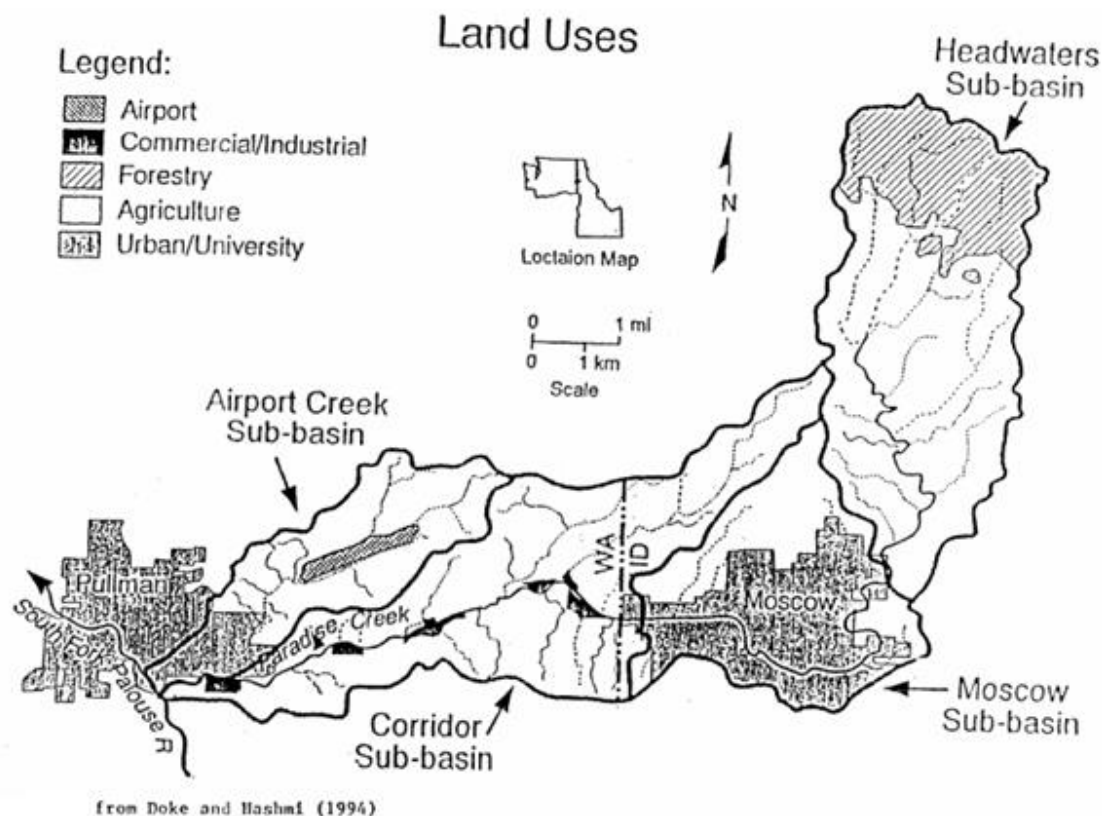 Land Uses
Legend:
Airport
Commercial/Industrial
Forestry
Agriculture
Urban/University
Loctaion Map
N
0 1 mi
0 1 km
Scale
Headwaters
Sub-basin
Airport Creek
Sub-basin
WA
ID
Pullman
Moscow
South Fork Palouse R
Paradise Creek
Corridor
Sub-basin
Moscow
Sub-basin
from Doke and Hashmi (1994)